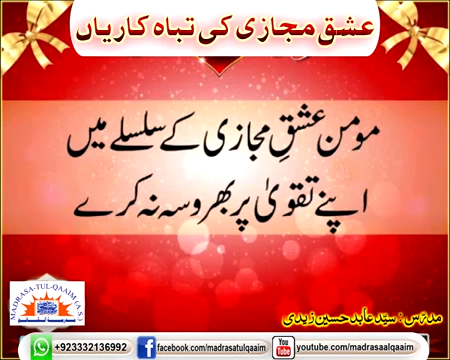 عشق مجازی کی تباہ کاریاں
مومن عشقِ مجازی کے سلسلے میں
اپنے تقویٰ پر بھروسہ نہ کرے
MADRASA-TUL-QAAIM (A.S)
مدرس : سیّد عابد حسین زیدی
+923332136992
facebook.com/madrasatulqaaim
You Tube
youtube.com/madrasaalqaaim